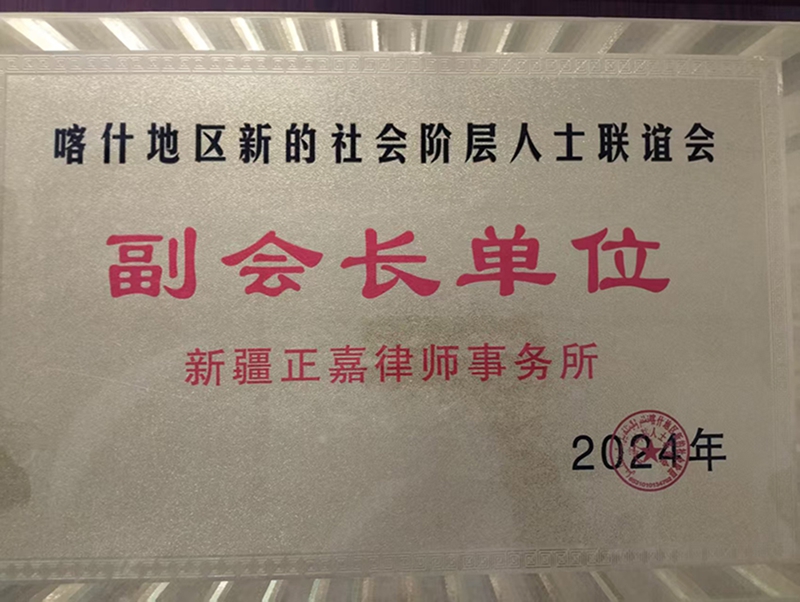 喀什地区新的社会阶层人士联谊会
副会长单位
新疆正嘉律师事务所
2024年